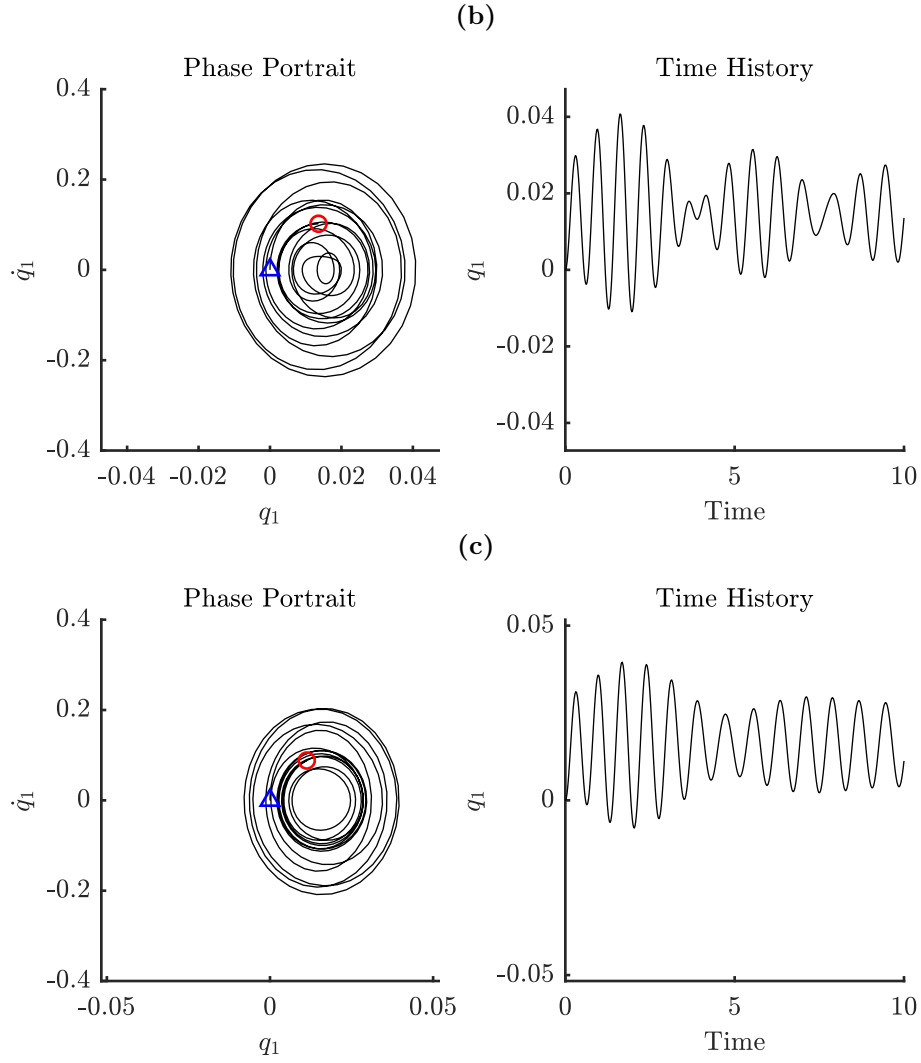 (b)
Phase Portrait
Time History
0.4
0.2
0
-0.2
-0.4
q̇1
-0.04 -0.02 0 0.02 0.04
q1
0.04
0.02
0
-0.02
-0.04
q1
0 5 10
Time
(c)
Phase Portrait
Time History
0.4
0.2
0
-0.2
-0.4
q̇1
-0.05 0 0.05
q1
0.05
0
-0.05
q1
0 5 10
Time